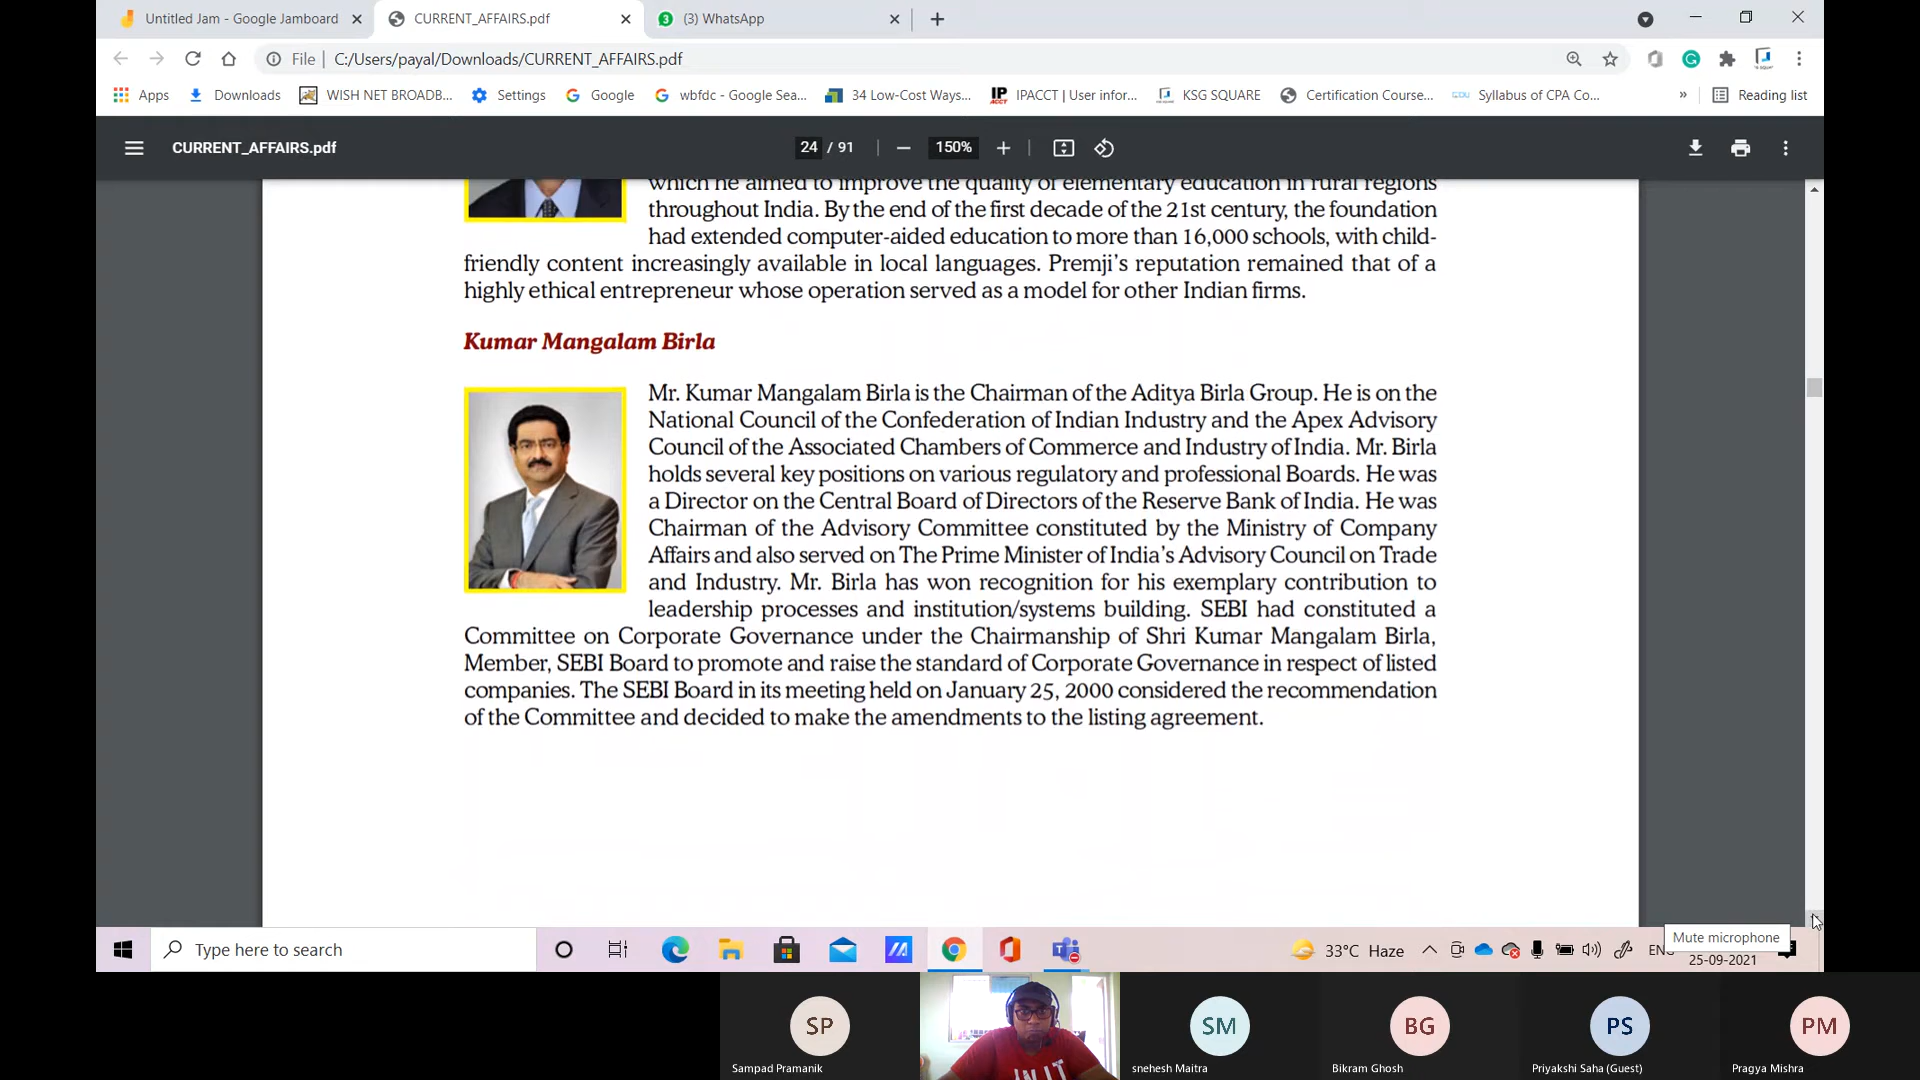 Untitled Jam - Google Jamboard
CURRENT_AFFAIRS.pdf
(3) WhatsApp
File
C:/Users/payal/Downloads/CURRENT_AFFAIRS.pdf
Apps
Downloads
WISH NET BROADB...
Settings
Google
wbfdc - Google Sea...
34 Low-Cost Ways...
IPACCT | User infor...
KSG SQUARE
Certification Course...
Syllabus of CPA Co...
»
Reading list
CURRENT_AFFAIRS.pdf
24 / 91
150%
which he aimed to improve the quality of elementary education in rural regions
throughout India. By the end of the first decade of the 21st century, the foundation
had extended computer-aided education to more than 16,000 schools, with child-
friendly content increasingly available in local languages. Premji's reputation remained that of a
highly ethical entrepreneur whose operation served as a model for other Indian firms.
Kumar Mangalam Birla
Mr. Kumar Mangalam Birla is the Chairman of the Aditya Birla Group. He is on the
National Council of the Confederation of Indian Industry and the Apex Advisory
Council of the Associated Chambers of Commerce and Industry of India. Mr. Birla
holds several key positions on various regulatory and professional Boards. He was
a Director on the Central Board of Directors of the Reserve Bank of India. He was
Chairman of the Advisory Committee constituted by the Ministry of Company
Affairs and also served on The Prime Minister of India's Advisory Council on Trade
and Industry. Mr. Birla has won recognition for his exemplary contribution to
leadership processes and institution/systems building. SEBI had constituted a
Committee on Corporate Governance under the Chairmanship of Shri Kumar Mangalam Birla,
Member, SEBI Board to promote and raise the standard of Corporate Governance in respect of listed
companies. The SEBI Board in its meeting held on January 25, 2000 considered the recommendation
of the Committee and decided to make the amendments to the listing agreement.
Mute microphone
Type here to search
33°C Haze
25-09-2021
SP
Sampad Pramanik
SM
snehesh Maitra
BG
Bikram Ghosh
PS
Priyakshi Saha (Guest)
PM
Pragya Mishra